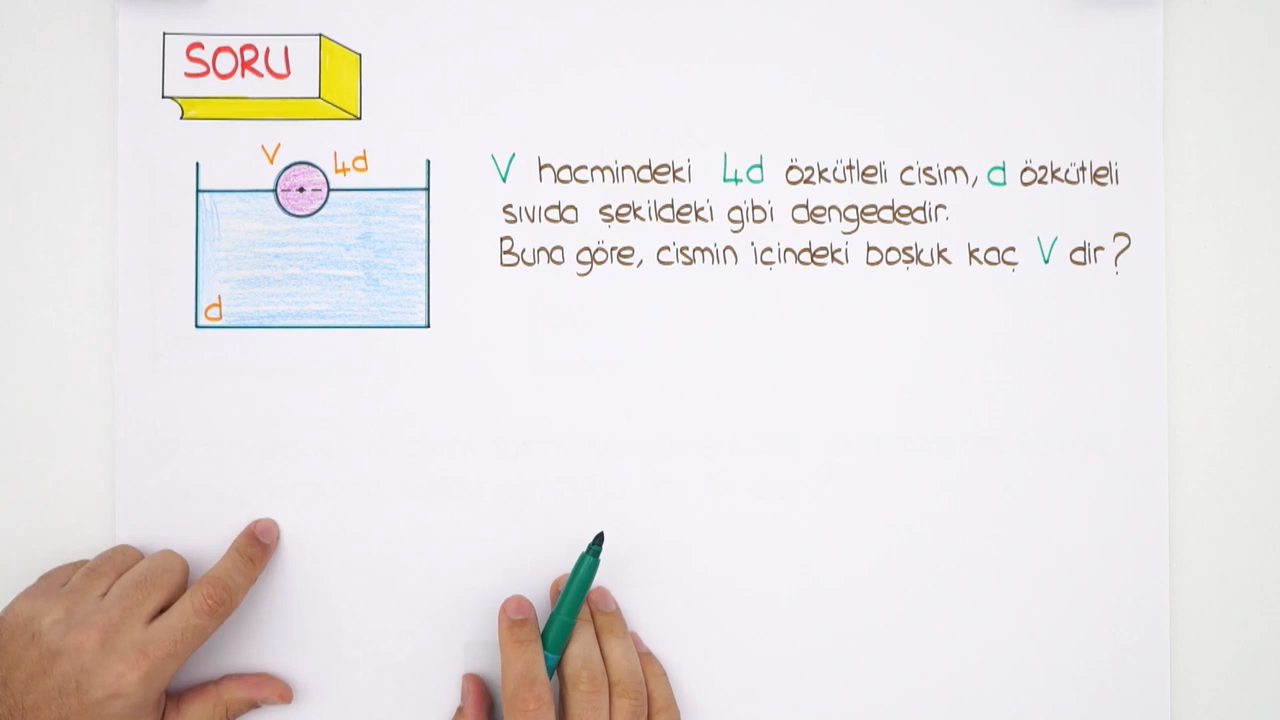 SORU
V 4d
d
V hacmindeki 4d özkütleli cisim, d özkütleli
sıvıda şekildeki gibi dengededir.
Buna göre, cismin içindeki boşluk kaç V dir?